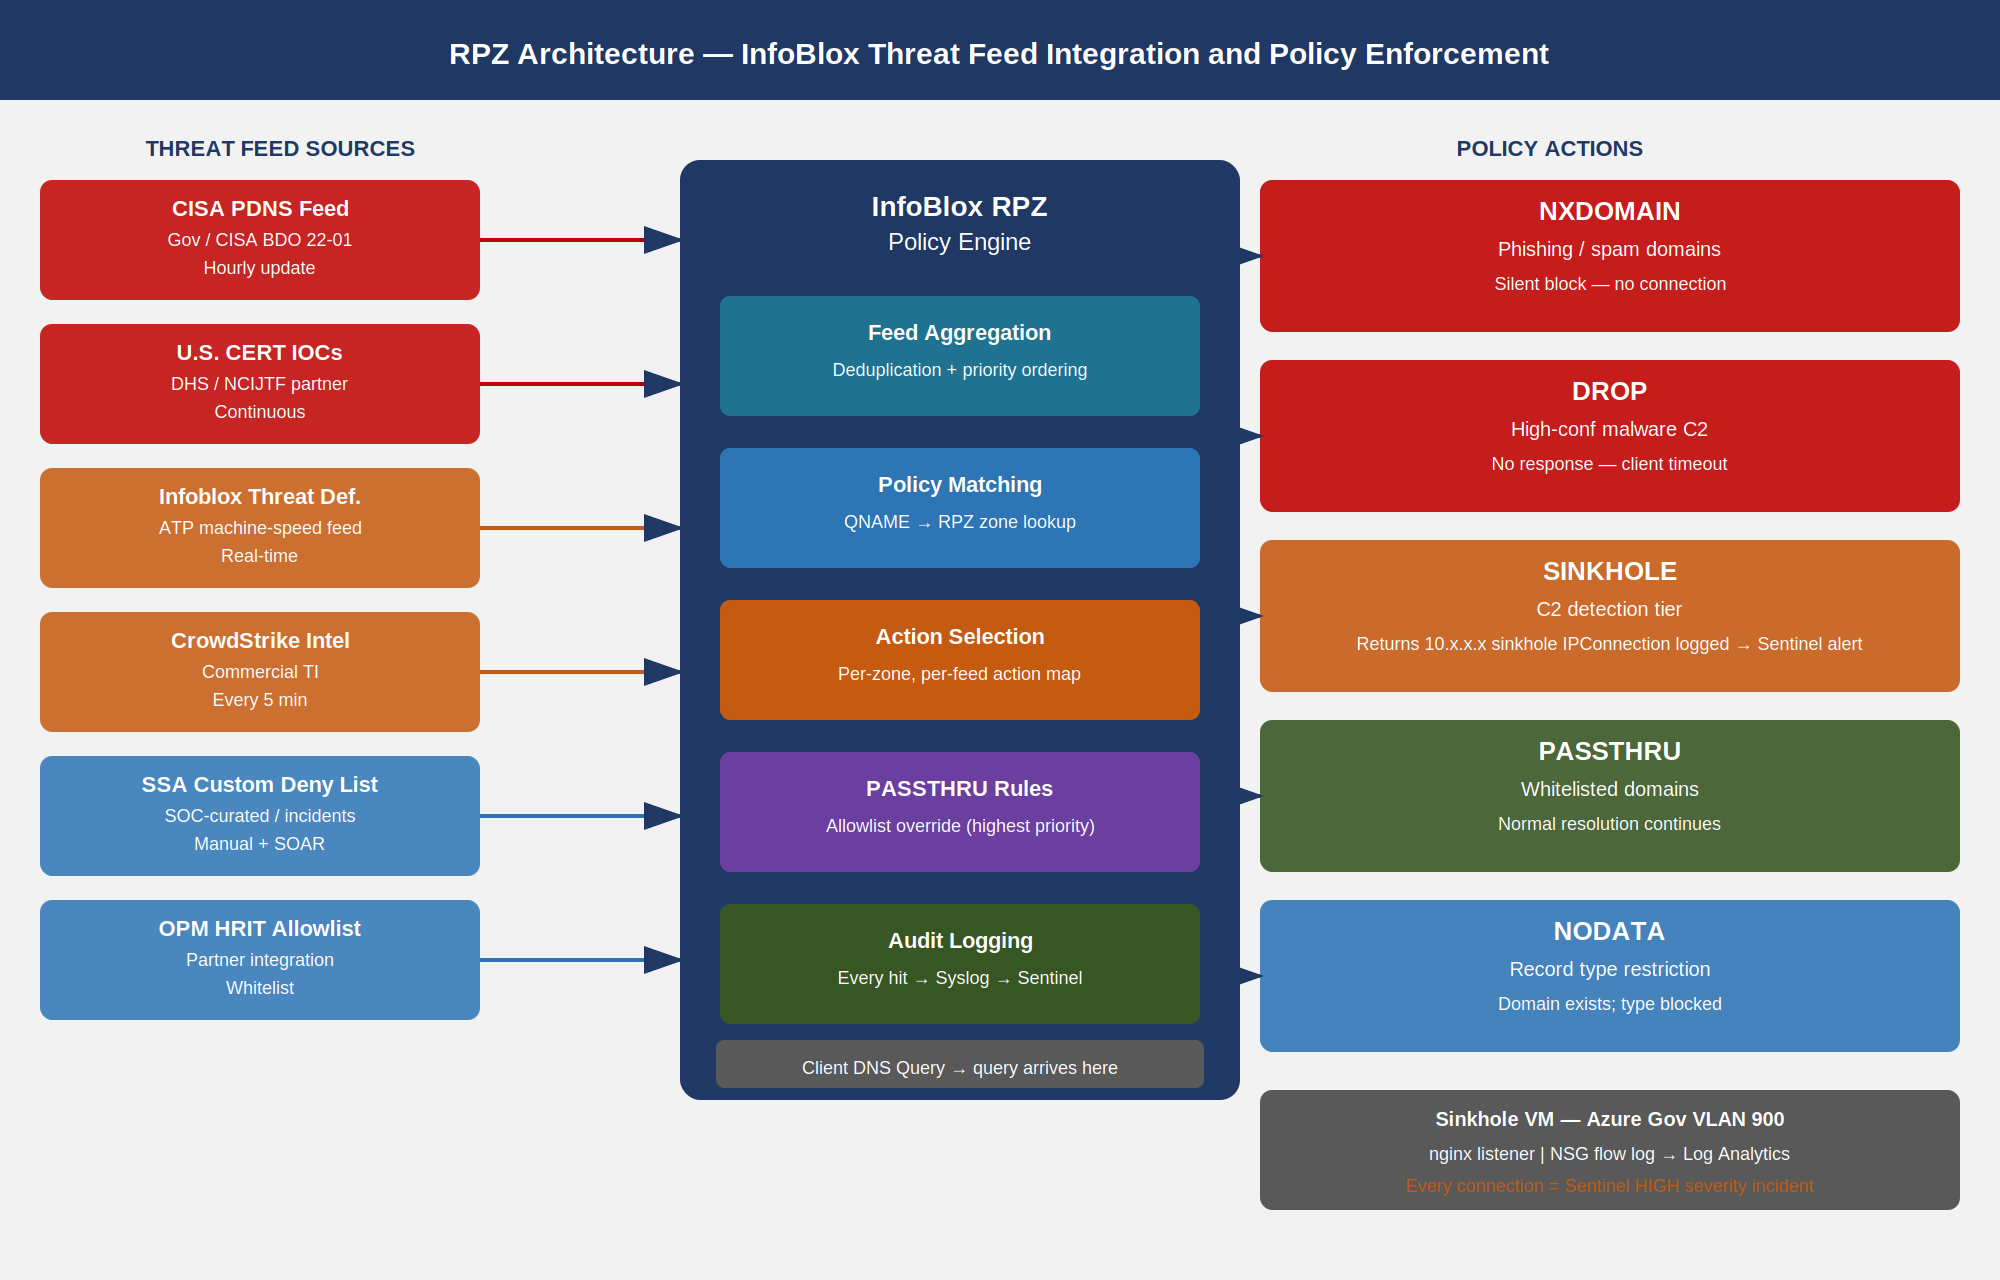 RPZ Architecture — InfoBlox Threat Feed Integration and Policy Enforcement
THREAT FEED SOURCES
CISA PDNS Feed
Gov / CISA BDO 22-01
Hourly update
U.S. CERT IOCs
DHS / NCIJTF partner
Continuous
Infoblox Threat Def.
ATP machine-speed feed
Real-time
CrowdStrike Intel
Commercial TI
Every 5 min
SSA Custom Deny List
SOC-curated / incidents
Manual + SOAR
OPM HRIT Allowlist
Partner integration
Whitelist
InfoBlox RPZ
Policy Engine
Feed Aggregation
Deduplication + priority ordering
Policy Matching
QNAME → RPZ zone lookup
Action Selection
Per-zone, per-feed action map
PASSTHRU Rules
Allowlist override (highest priority)
Audit Logging
Every hit → Syslog → Sentinel
Client DNS Query → query arrives here
POLICY ACTIONS
NXDOMAIN
Phishing / spam domains
Silent block — no connection
DROP
High-conf malware C2
No response — client timeout
SINKHOLE
C2 detection tier
Returns 10.x.x.x sinkhole IPConnection logged → Sentinel alert
PASSTHRU
Whitelisted domains
Normal resolution continues
NODATA
Record type restriction
Domain exists; type blocked
Sinkhole VM — Azure Gov VLAN 900
nginx listener | NSG flow log → Log Analytics
Every connection = Sentinel HIGH severity incident